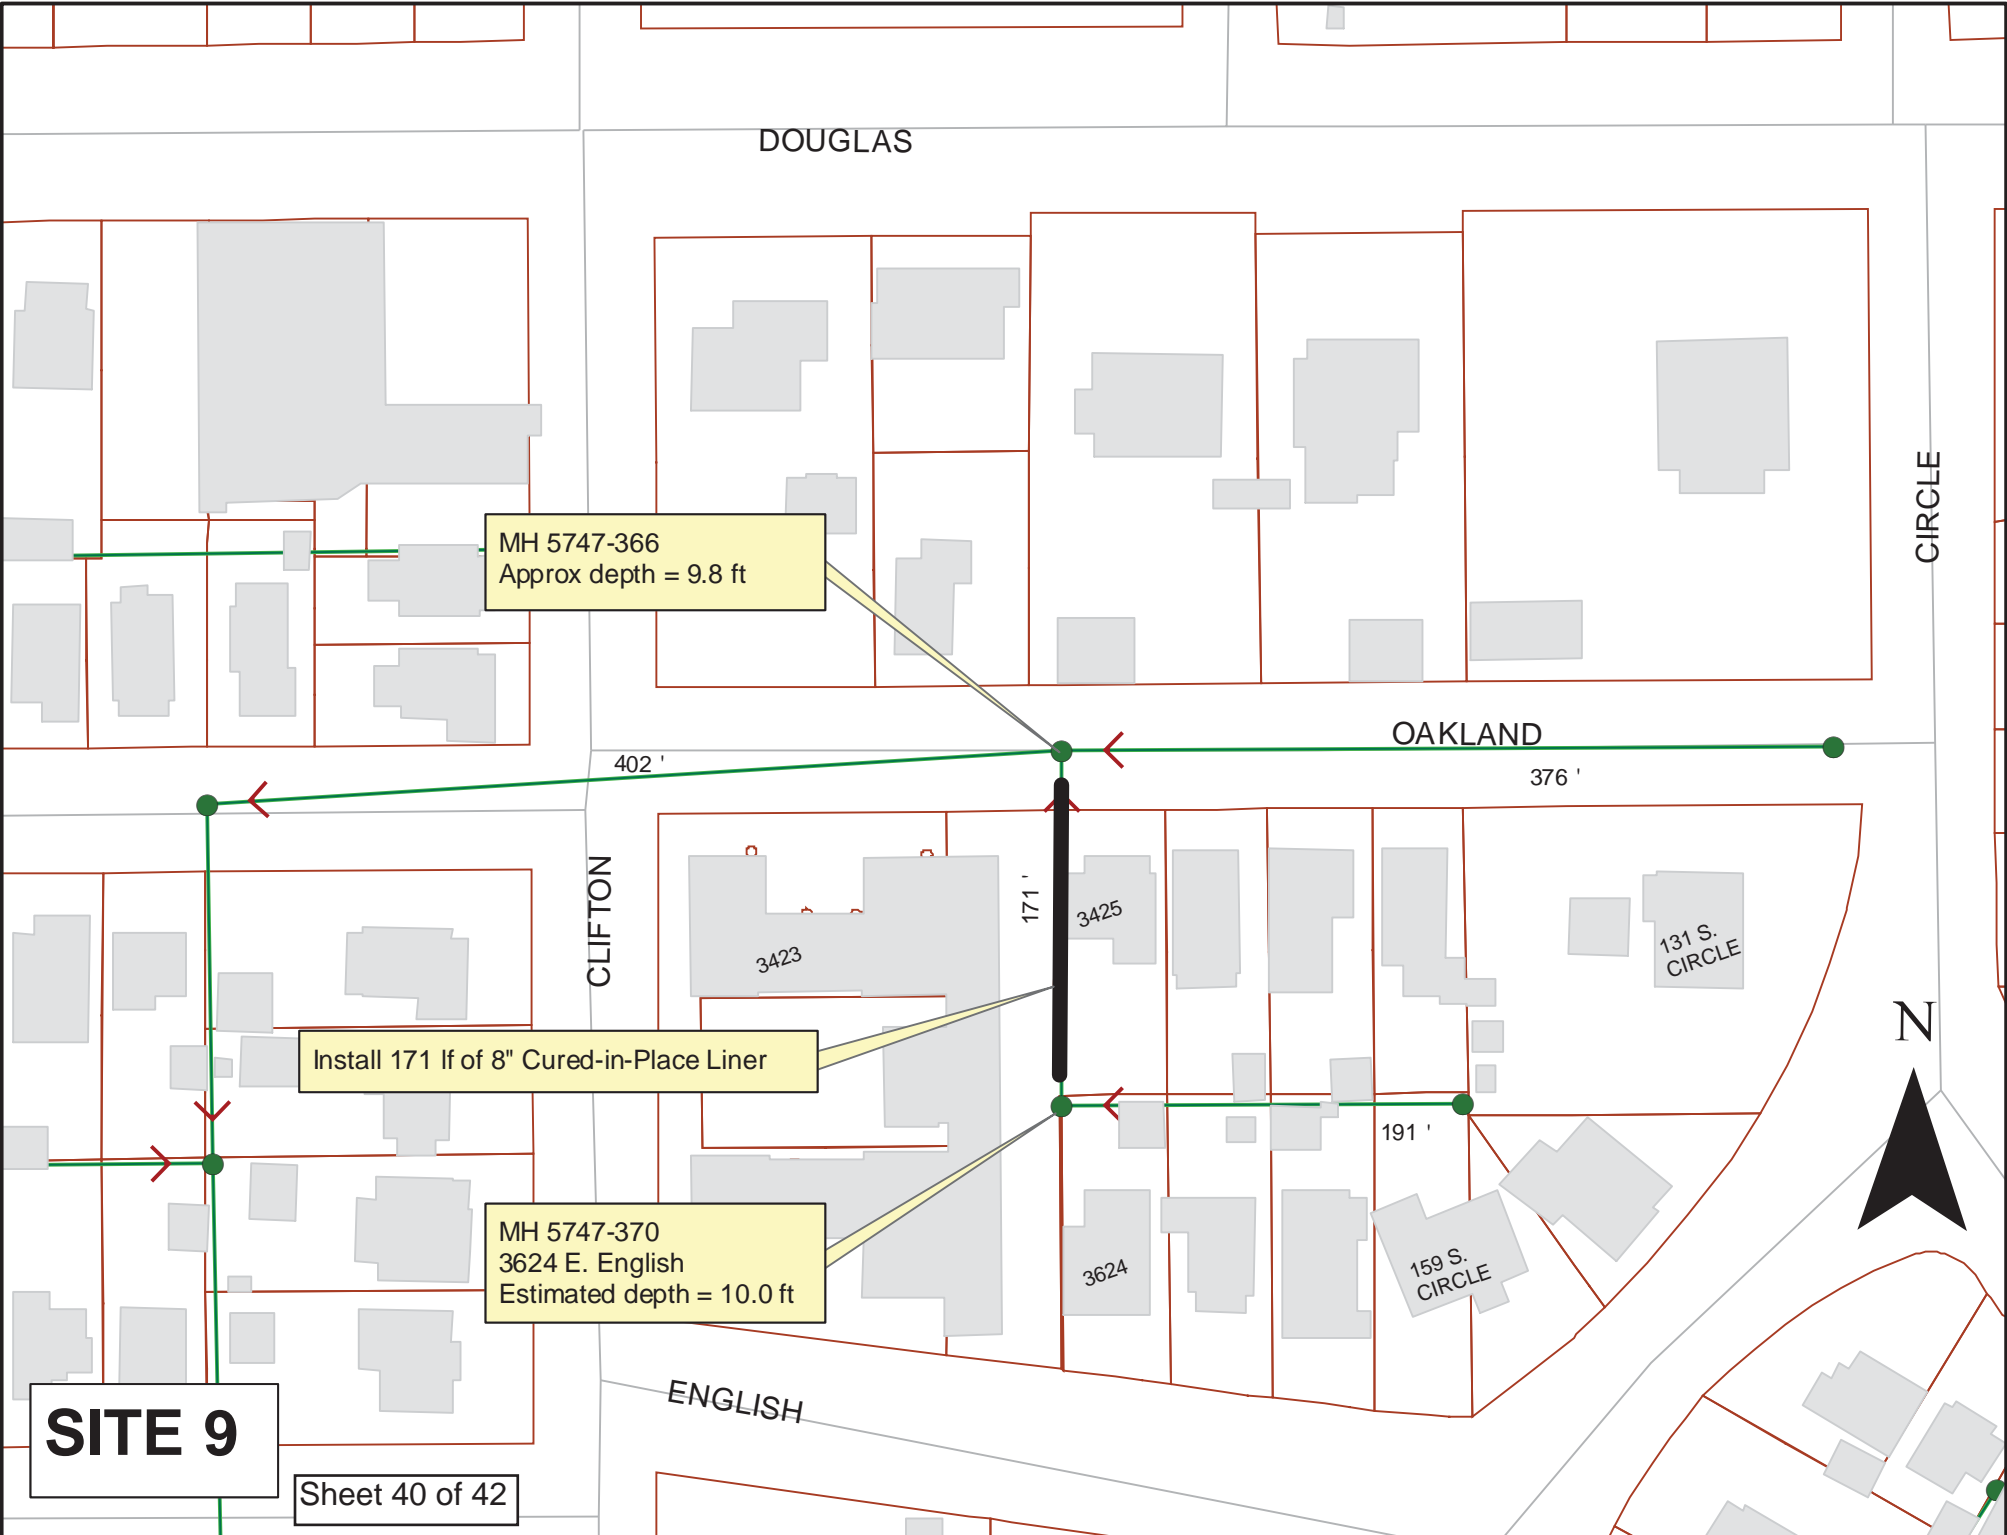 DOUGLAS
CIRCLE
MH 5747-366
Approx depth = 9.8 ft
OAKLAND
402 '
376 '
CLIFTON
171 '
3425
3423
131 S.
CIRCLE
N
Install 171 lf of 8" Cured-in-Place Liner
191 '
MH 5747-370
3624 E. English
Estimated depth = 10.0 ft
3624
159 S.
CIRCLE
ENGLISH
SITE 9
Sheet 40 of 42